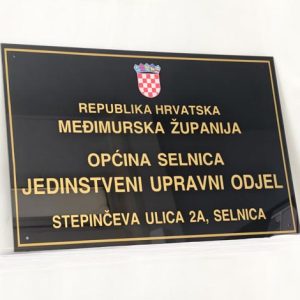 REPUBLIKA HRVATSKA
MEĐIMURSKA ŽUPANIJA
OPĆINA SELNICA
JEDINSTVENI UPRAVNI ODJEL
STEPINČEVA ULICA 2A, SELNICA